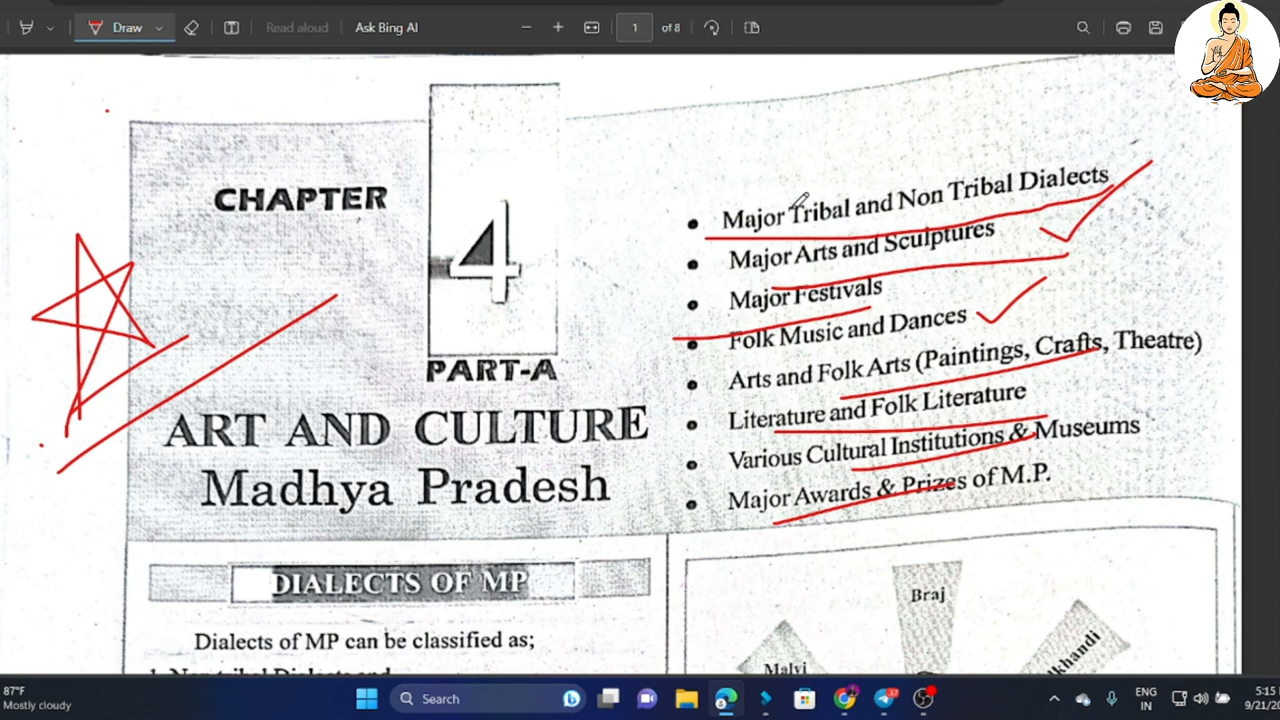 Draw
Read aloud
Ask Bing AI
1
of 8
CHAPTER
4
PART-A
ART AND CULTURE
Madhya Pradesh
• Major Tribal and Non Tribal Dialects
• Major Arts and Sculptures
• Major Festivals
• Folk Music and Dances
• Arts and Folk Arts (Paintings, Crafts, Theatre)
• Literature and Folk Literature
• Various Cultural Institutions & Museums
• Major Awards & Prizes of M.P.
DIALECTS OF MP
Dialects of MP can be classified as;
Braj
Malvi
87°F
Mostly cloudy
Search
ENG
IN
5:15
9/21/20